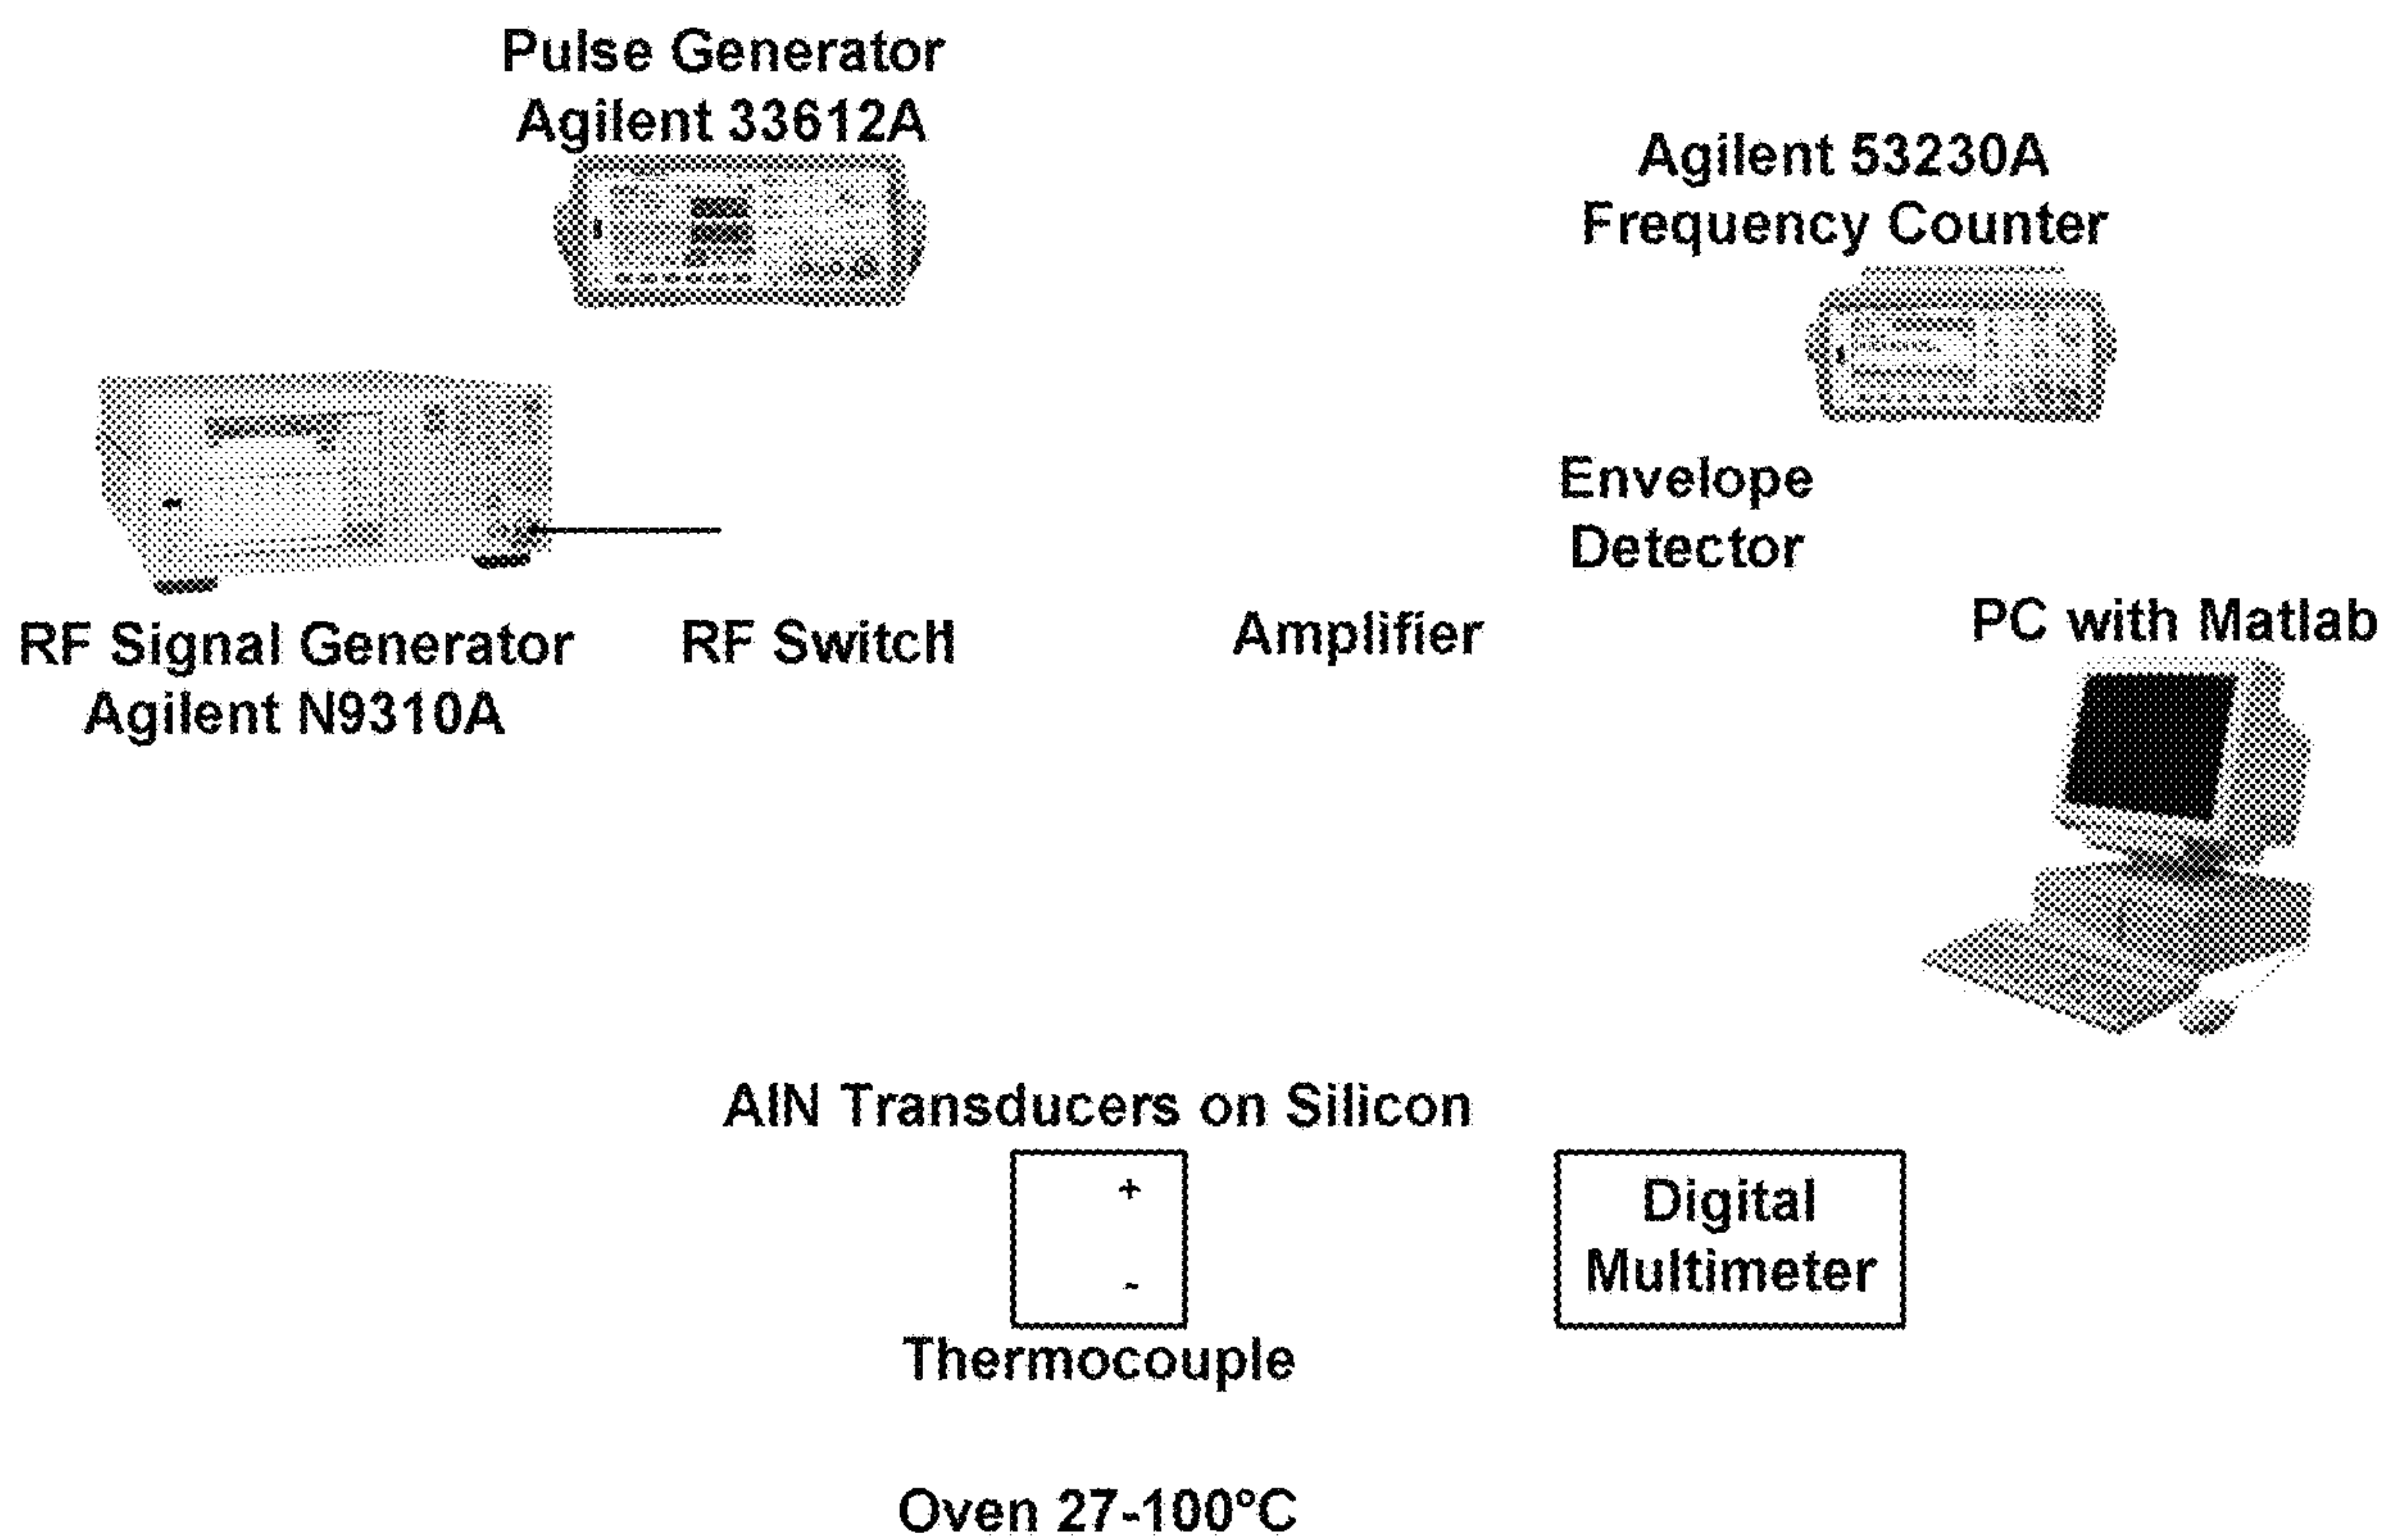 Pulse Generator
Agilent 33612A
Agilent 53230A
Frequency Counter
Envelope
Detector
RF Signal Generator
Agilent N9310A
RF Switch
Amplifier
PC with Matlab
AlN Transducers on Silicon
+
-
Thermocouple
Digital
Multimeter
Oven 27-100°C